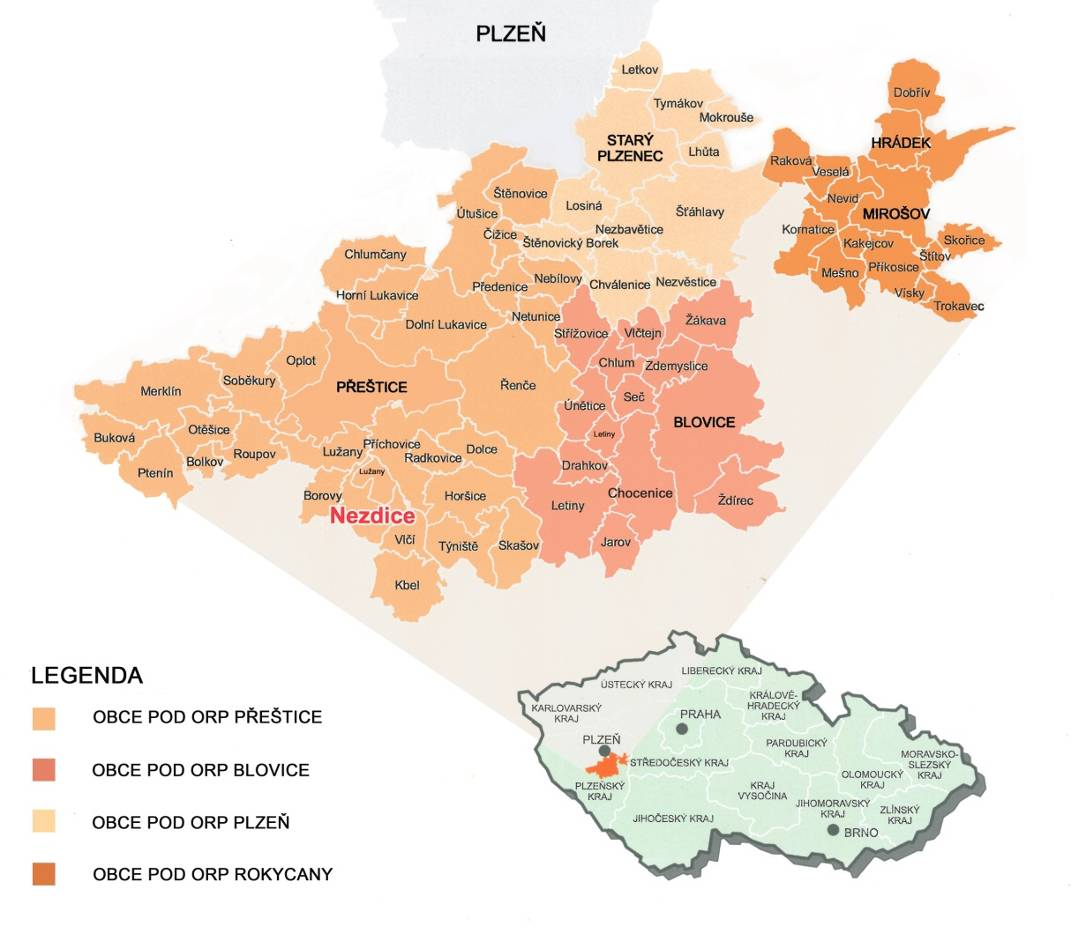 PLZEŇ
Letkov
Tymákov
Mokrouše
STARÝ
PLZENEC
Lhůta
Dobřív
HRÁDEK
Raková
Veselá
Nevid
MIROŠOV
Kornatice
Kakejcov
Skořice
Štítov
Mešno
Příkosice
Vísky
Trokavec
Štěnovice
Losiná
Šťáhlavy
Útušice
Čižice
Nezbavětice
Štěnovický Borek
Chlumčany
Předenice
Nebílovy
Chválenice
Nezvěstice
Horní Lukavice
Dolní Lukavice
Netunice
Střížovice
Vlčtejn
Žákava
Oplot
Chlum
Zdemyslice
Merklín
Soběkury
PŘEŠTICE
Řenče
Únětice
Seč
BLOVICE
Buková
Otěšice
Příchovice
Letiny
Ptenín
Bolkov
Roupov
Lužany
Radkovice
Dolce
Lužany
Drahkov
Borovy
Horšice
Letiny
Chocenice
Ždírec
Nezdice
Vlčí
Týniště
Skašov
Jarov
Kbel
LEGENDA
OBCE POD ORP PŘEŠTICE
OBCE POD ORP BLOVICE
OBCE POD ORP PLZEŇ
OBCE POD ORP ROKYCANY
LIBERECKÝ KRAJ
ÚSTECKÝ KRAJ
KARLOVARSKÝ
KRAJ
KRÁLOVÉ-
HRADECKÝ
KRAJ
PRAHA
PLZEŇ
PARDUBICKÝ
KRAJ
MORAVSKO-
SLEZSKÝ
KRAJ
STŘEDOČESKÝ KRAJ
OLOMOUCKÝ
KRAJ
PLZEŇSKÝ
KRAJ
KRAJ
VYSOČINA
JIHOMORAVSKÝ
KRAJ
ZLÍNSKÝ
KRAJ
JIHOČESKÝ KRAJ
BRNO